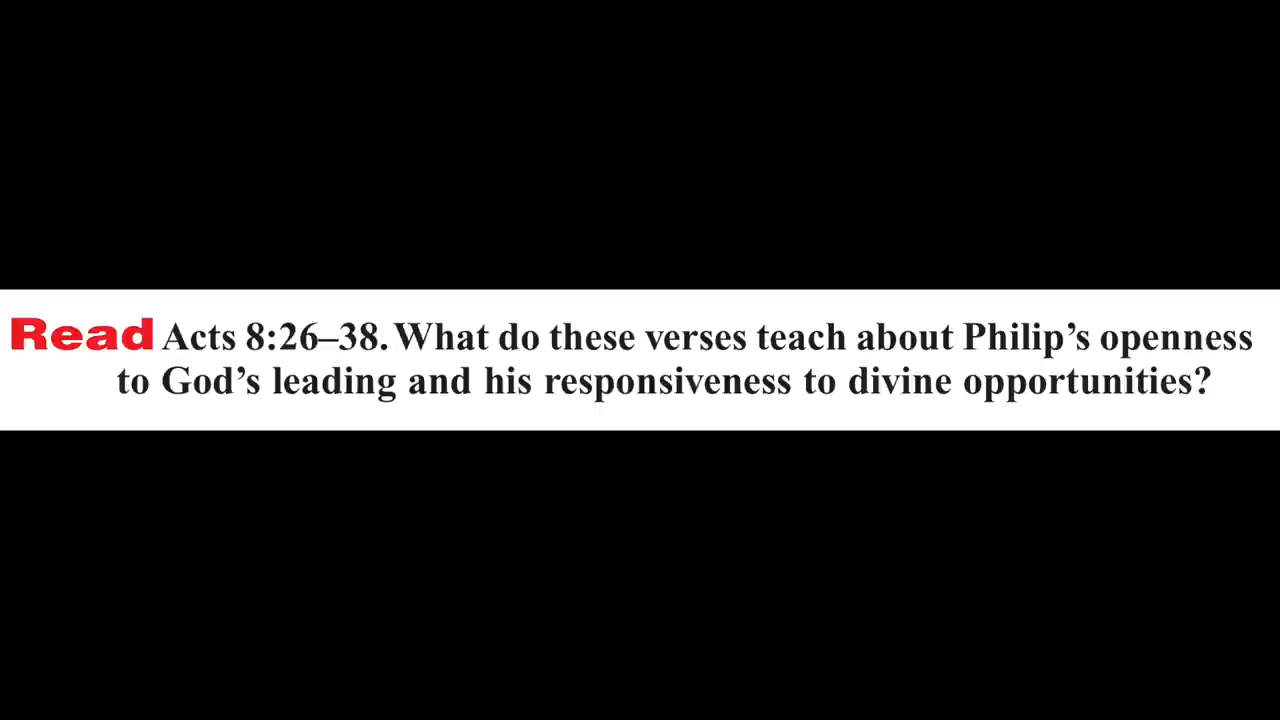 Read Acts 8:26–38. What do these verses teach about Philip’s openness
to God’s leading and his responsiveness to divine opportunities?